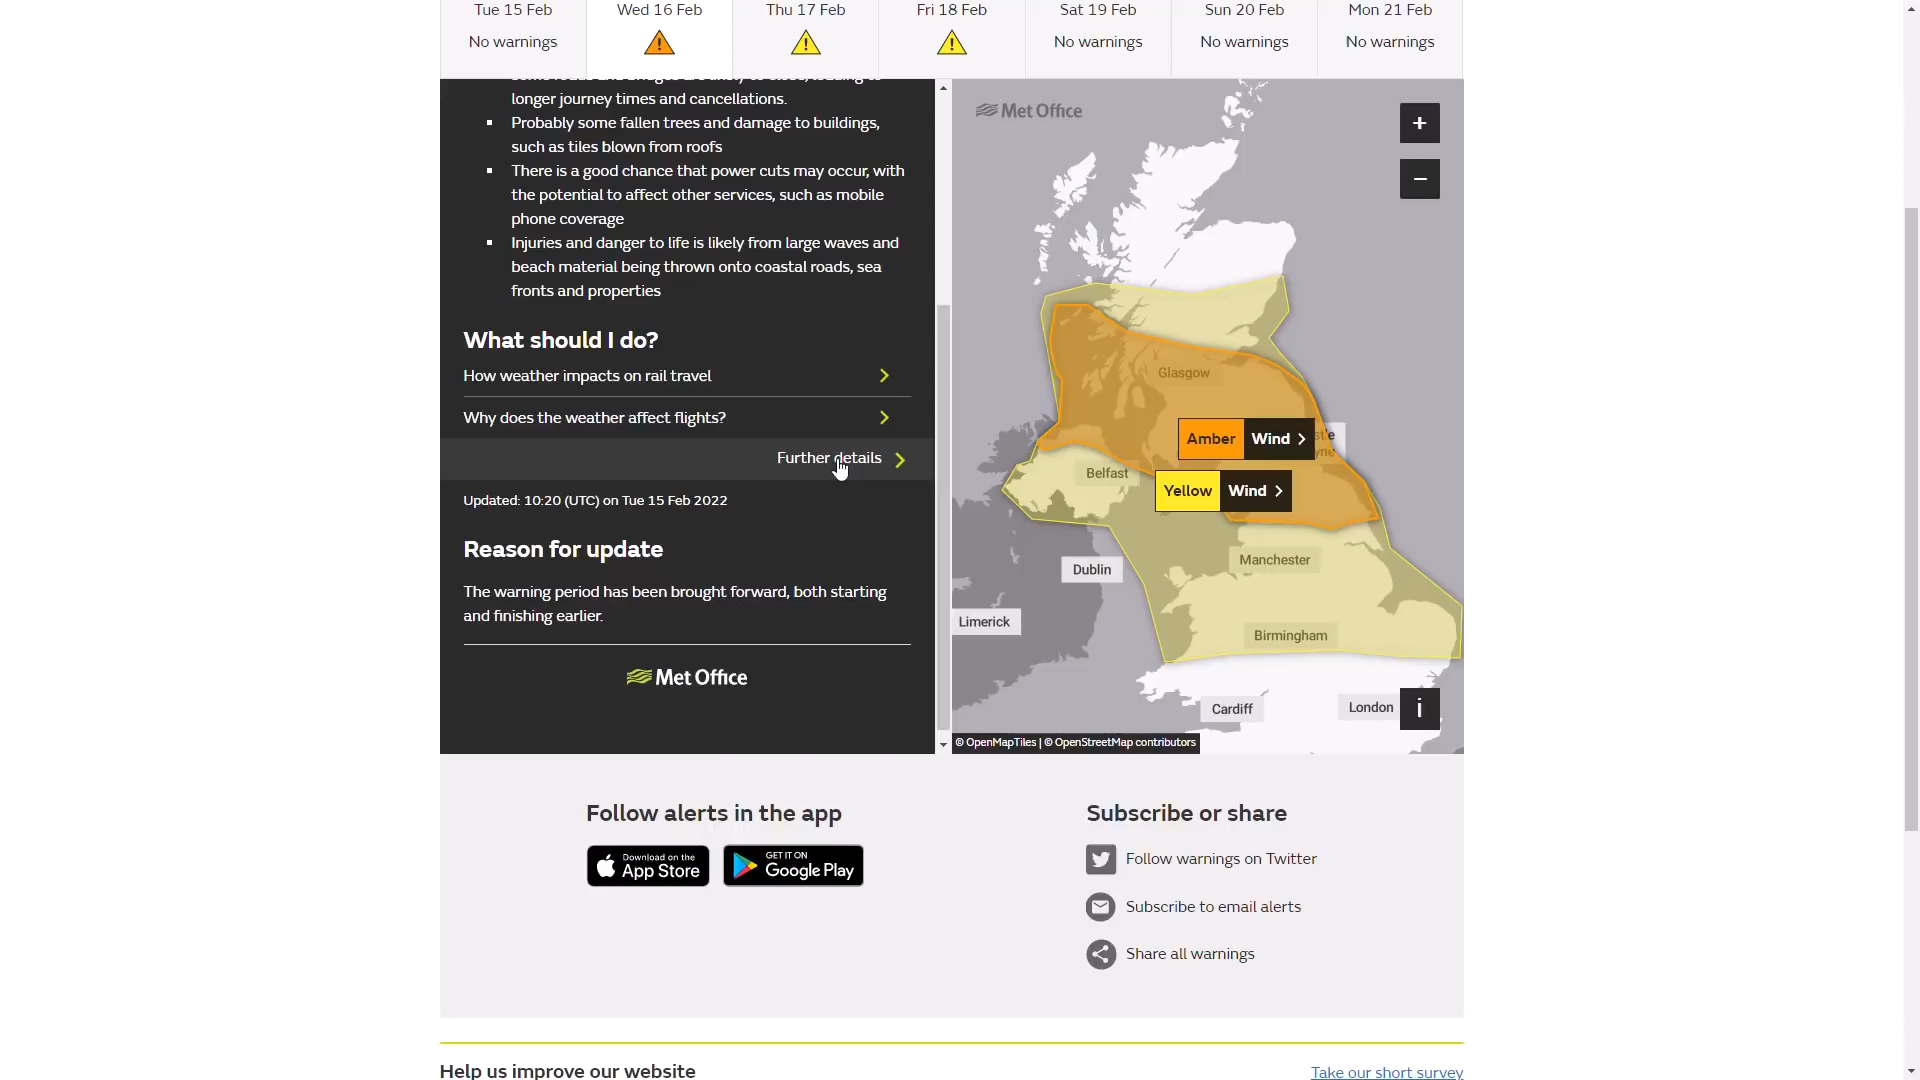 Tue 15 Feb
No warnings
Wed 16 Feb
Thu 17 Feb
Fri 18 Feb
Sat 19 Feb
No warnings
Sun 20 Feb
No warnings
Mon 21 Feb
No warnings
longer journey times and cancellations.
Probably some fallen trees and damage to buildings,
such as tiles blown from roofs
There is a good chance that power cuts may occur, with
the potential to affect other services, such as mobile
phone coverage
Injuries and danger to life is likely from large waves and
beach material being thrown onto coastal roads, sea
fronts and properties
What should I do?
How weather impacts on rail travel
Why does the weather affect flights?
Further details
Updated: 10:20 (UTC) on Tue 15 Feb 2022
Reason for update
The warning period has been brought forward, both starting
and finishing earlier.
Met Office
Met Office
+
−
Glasgow
Amber Wind
Belfast
Yellow Wind
Manchester
Dublin
Limerick
Birmingham
Cardiff
London
i
© OpenMapTiles | © OpenStreetMap contributors
Follow alerts in the app
Download on the
App Store
GET IT ON
Google Play
Subscribe or share
Follow warnings on Twitter
Subscribe to email alerts
Share all warnings
Help us improve our website
Take our short survey